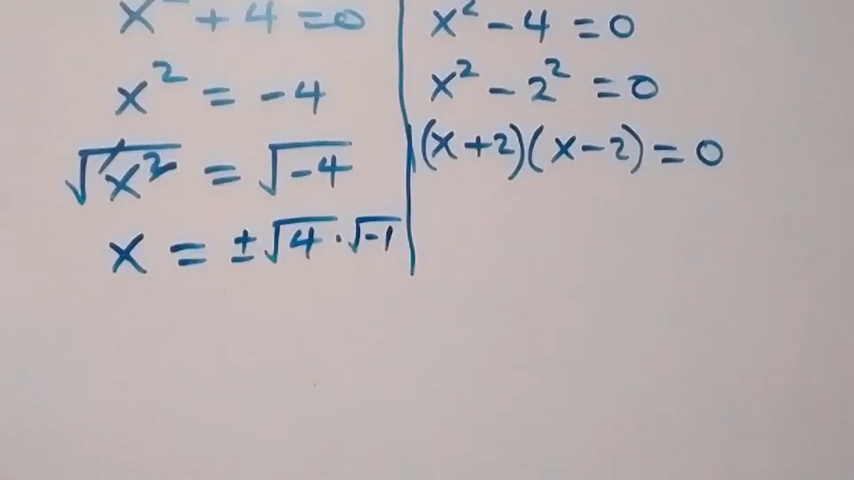 x² + 4 = 0
x² = -4
√x² = √-4
x = ±√4 · √-1
x² - 4 = 0
x² - 2² = 0
(x + 2)(x - 2) = 0